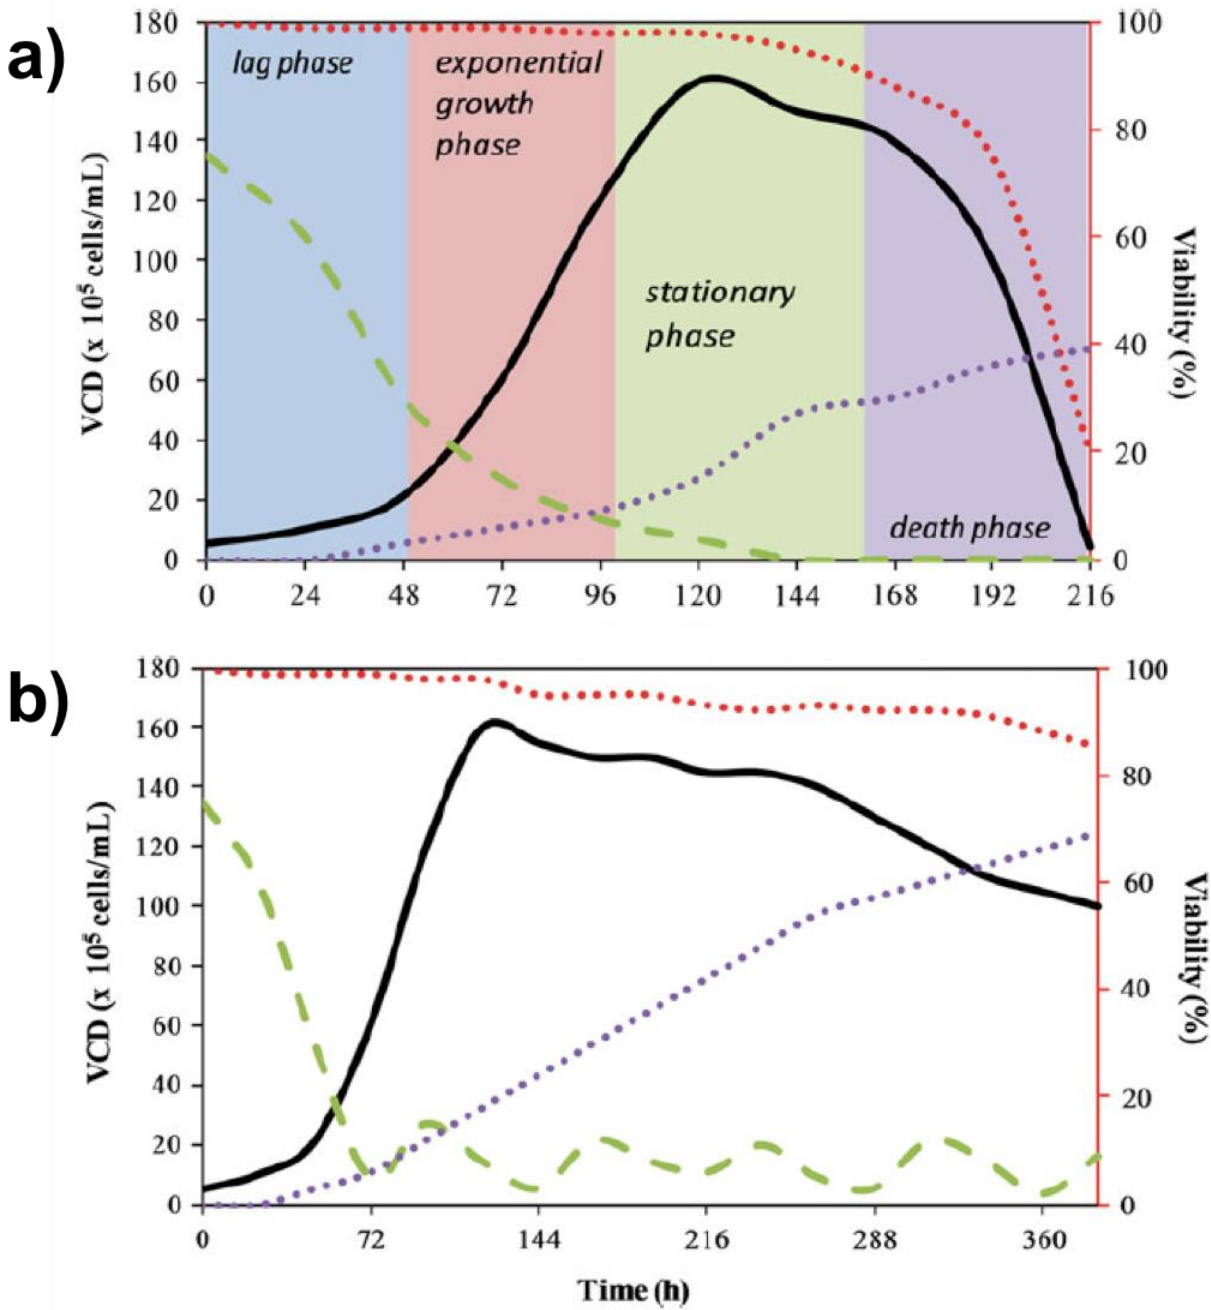 a)
180
160
140
120
100
80
60
40
20
0
VCD (x 10⁵ cells/mL)
lag phase
exponential
growth
phase
stationary
phase
death phase
100
80
60
40
20
0
Viability (%)
0 24 48 72 96 120 144 168 192 216
b)
180
160
140
120
100
80
60
40
20
0
VCD (x 10⁵ cells/mL)
100
80
60
40
20
0
Viability (%)
0 72 144 216 288 360
Time (h)